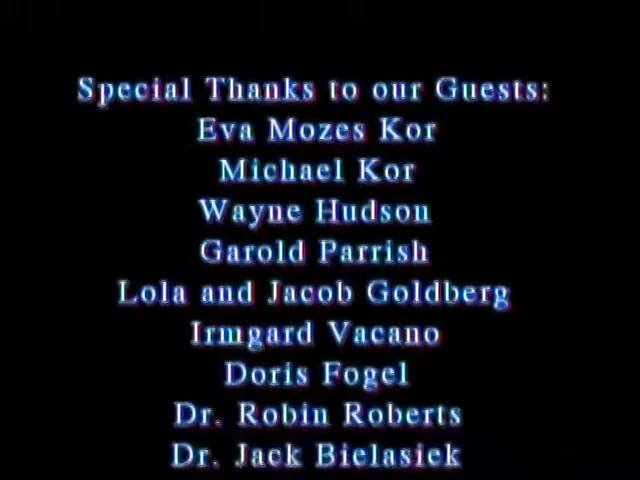 Special Thanks to our Guests:
Eva Mozes Kor
Michael Kor
Wayne Hudson
Garold Parrish
Lola and Jacob Goldberg
Irmgard Vacano
Doris Fogel
Dr. Robin Roberts
Dr. Jack Bielasiek